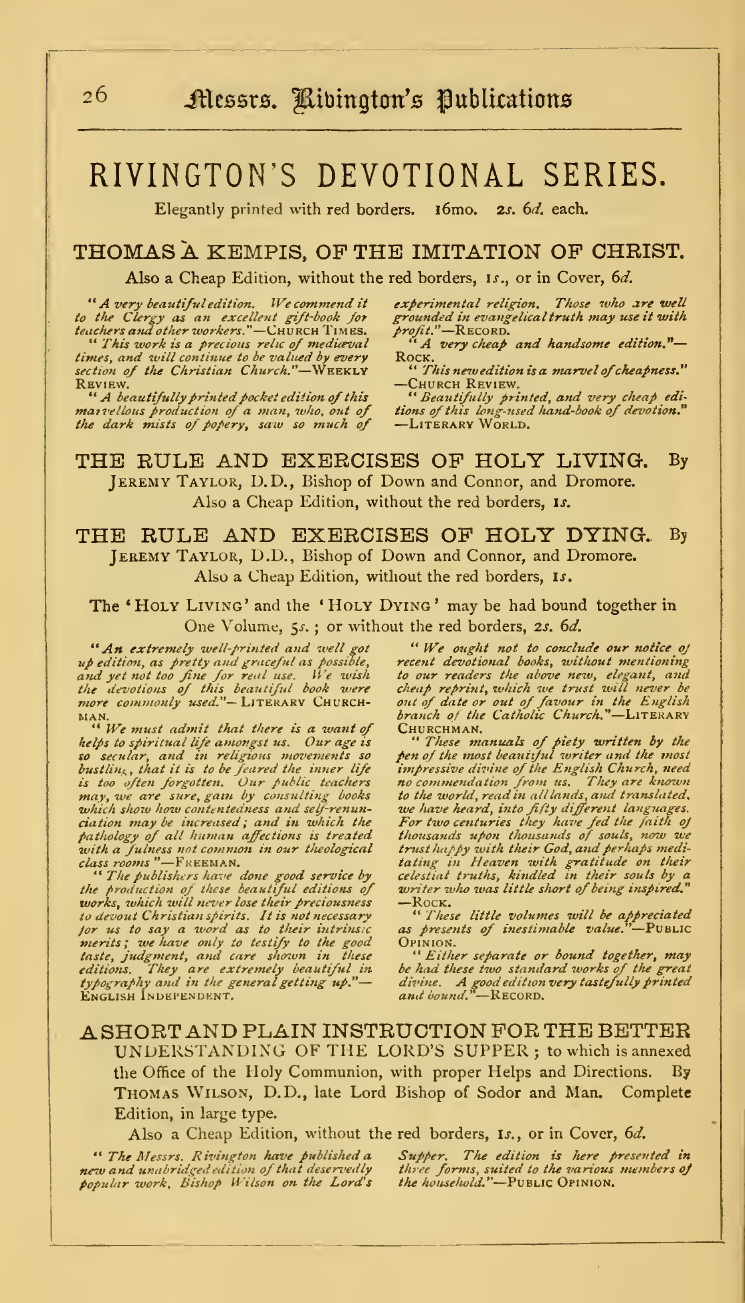 26 Messrs. Rivington's Publications
RIVINGTON'S DEVOTIONAL SERIES.
Elegantly printed with red borders. 16mo. 2s. 6d. each.
THOMAS À KEMPIS, OF THE IMITATION OF CHRIST.
Also a Cheap Edition, without the red borders, 1s., or in Cover, 6d.
"A very beautiful edition. We commend it
to the Clergy as an excellent gift-book for
teachers and other workers."—CHURCH TIMES.
"This work is a precious relic of mediæval
times, and will continue to be valued by every
section of the Christian Church."—WEEKLY
REVIEW.
"A beautifully printed pocket edition of this
marvellous production of a man, who, out of
the dark mists of popery, saw so much of
experimental religion. Those who are well
grounded in evangelical truth may use it with
profit."—RECORD.
"A very cheap and handsome edition."—
ROCK.
"This new edition is a marvel of cheapness."
—CHURCH REVIEW.
"Beautifully printed, and very cheap edi-
tions of this long-used hand-book of devotion."
—LITERARY WORLD.
THE RULE AND EXERCISES OF HOLY LIVING. By
JEREMY TAYLOR, D.D., Bishop of Down and Connor, and Dromore.
Also a Cheap Edition, without the red borders, 1s.
THE RULE AND EXERCISES OF HOLY DYING. By
JEREMY TAYLOR, D.D., Bishop of Down and Connor, and Dromore.
Also a Cheap Edition, without the red borders, 1s.
The 'HOLY LIVING' and the 'HOLY DYING' may be had bound together in
One Volume, 5s.; or without the red borders, 2s. 6d.
"An extremely well-printed and well got
up edition, as pretty and graceful as possible,
and yet not too fine for real use. We wish
the devotions of this beautiful book were
more commonly used."—LITERARY CHURCH-
MAN.
"We must admit that there is a want of
helps to spiritual life amongst us. Our age is
so secular, and in religious movements so
bustling, that it is to be feared the inner life
is too often forgotten. Our public teachers
may, we are sure, gain by consulting books
which show how contentedness and self-renun-
ciation may be increased; and in which the
pathology of all human affections is treated
with a fulness not common in our theological
class rooms"—FREEMAN.
"The publishers have done good service by
the production of these beautiful editions of
works, which will never lose their preciousness
to devout Christian spirits. It is not necessary
for us to say a word as to their intrinsic
merits; we have only to testify to the good
taste, judgment, and care shown in these
editions. They are extremely beautiful in
typography and in the general getting up."—
ENGLISH INDEPENDENT.
"We ought not to conclude our notice of
recent devotional books, without mentioning
to our readers the above new, elegant, and
cheap reprint, which we trust will never be
out of date or out of favour in the English
branch of the Catholic Church."—LITERARY
CHURCHMAN.
"These manuals of piety written by the
pen of the most beautiful writer and the most
impressive divine of the English Church, need
no commendation from us. They are known
to the world, read in all lands, and translated,
we have heard, into fifty different languages.
For two centuries they have fed the faith of
thousands upon thousands of souls, now we
trust happy with their God, and perhaps medi-
tating in Heaven with gratitude on their
celestial truths, kindled in their souls by a
writer who was little short of being inspired."
—ROCK.
"These little volumes will be appreciated
as presents of inestimable value."—PUBLIC
OPINION.
"Either separate or bound together, may
be had these two standard works of the great
divine. A good edition very tastefully printed
and bound."—RECORD.
A SHORT AND PLAIN INSTRUCTION FOR THE BETTER
UNDERSTANDING OF THE LORD'S SUPPER; to which is annexed
the Office of the Holy Communion, with proper Helps and Directions. By
THOMAS WILSON, D.D., late Lord Bishop of Sodor and Man. Complete
Edition, in large type.
Also a Cheap Edition, without the red borders, 1s., or in Cover, 6d.
"The Messrs. Rivington have published a
new and unabridged edition of that deservedly
popular work, Bishop Wilson on the Lord's
Supper. The edition is here presented in
three forms, suited to the various members of
the household."—PUBLIC OPINION.